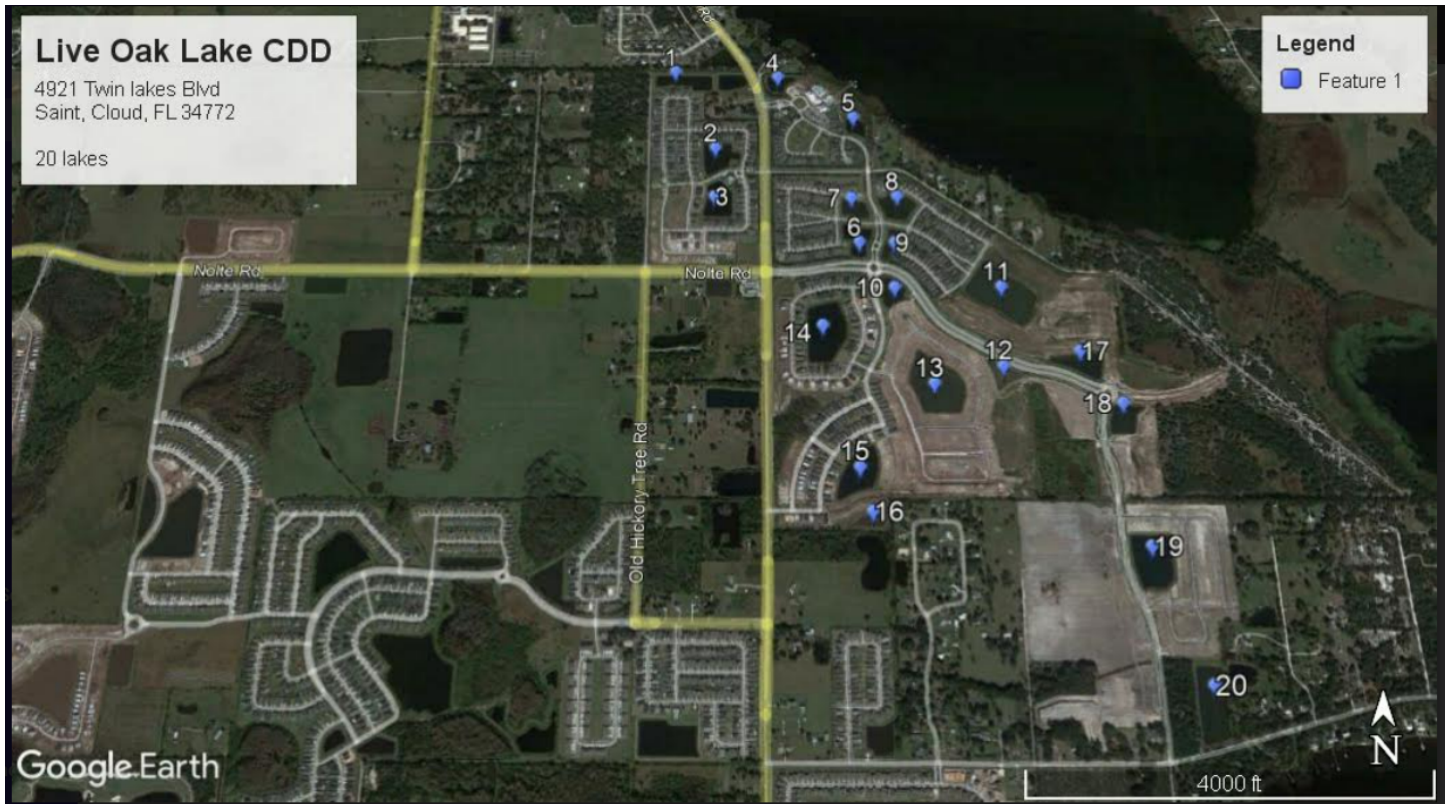 Live Oak Lake CDD
4921 Twin lakes Blvd
Saint, Cloud, FL 34772
20 lakes
Legend
Feature 1
Rd
1
4
5
2
3
7
8
6
9
Nolte Rd
Nolte Rd
10
11
14
12
17
13
18
Old Hickory Tree Rd
15
16
19
20
N
Google Earth
4000 ft